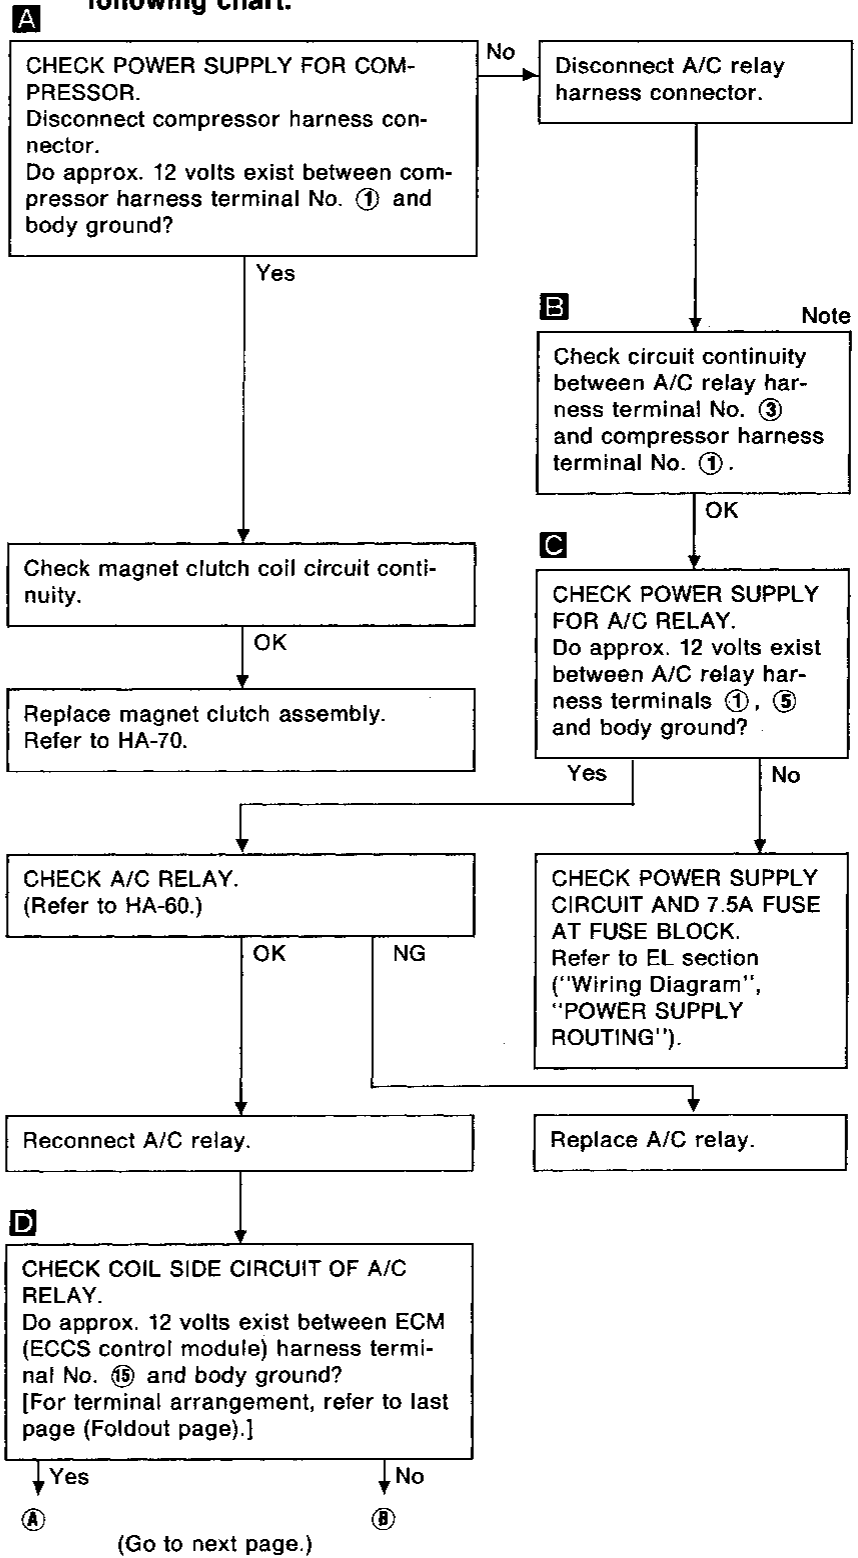 following chart.
A
CHECK POWER SUPPLY FOR COM-
PRESSOR.
Disconnect compressor harness con-
nector.
Do approx. 12 volts exist between com-
pressor harness terminal No. ① and
body ground?
No
Disconnect A/C relay
harness connector.
Yes
B
Note
Check circuit continuity
between A/C relay har-
ness terminal No. ③
and compressor harness
terminal No. ①.
OK
Check magnet clutch coil circuit conti-
nuity.
OK
Replace magnet clutch assembly.
Refer to HA-70.
C
CHECK POWER SUPPLY
FOR A/C RELAY.
Do approx. 12 volts exist
between A/C relay har-
ness terminals ①, ⑤
and body ground?
Yes
No
CHECK A/C RELAY.
(Refer to HA-60.)
OK
NG
CHECK POWER SUPPLY
CIRCUIT AND 7.5A FUSE
AT FUSE BLOCK.
Refer to EL section
("Wiring Diagram",
"POWER SUPPLY
ROUTING").
Reconnect A/C relay.
Replace A/C relay.
D
CHECK COIL SIDE CIRCUIT OF A/C
RELAY.
Do approx. 12 volts exist between ECM
(ECCS control module) harness termi-
nal No. ⑮ and body ground?
[For terminal arrangement, refer to last
page (Foldout page).]
Yes
No
Ⓐ
Ⓑ
(Go to next page.)